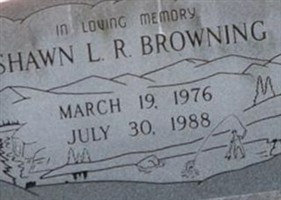 IN LOVING MEMORY
SHAWN L. R. BROWNING
MARCH 19, 1976
JULY 30, 1988